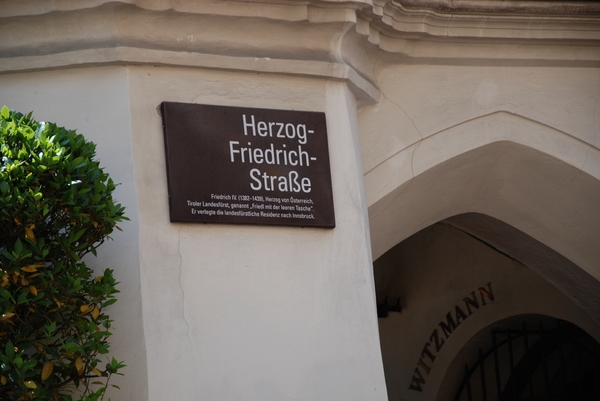 Herzog-
Friedrich-
Straße
Friedrich IV. (1382-1439), Herzog von Österreich,
Tiroler Landesfürst, genannt „Friedl mit der leeren Tasche".
Er verlegte die landesfürstliche Residenz nach Innsbruck.
WITZMANN